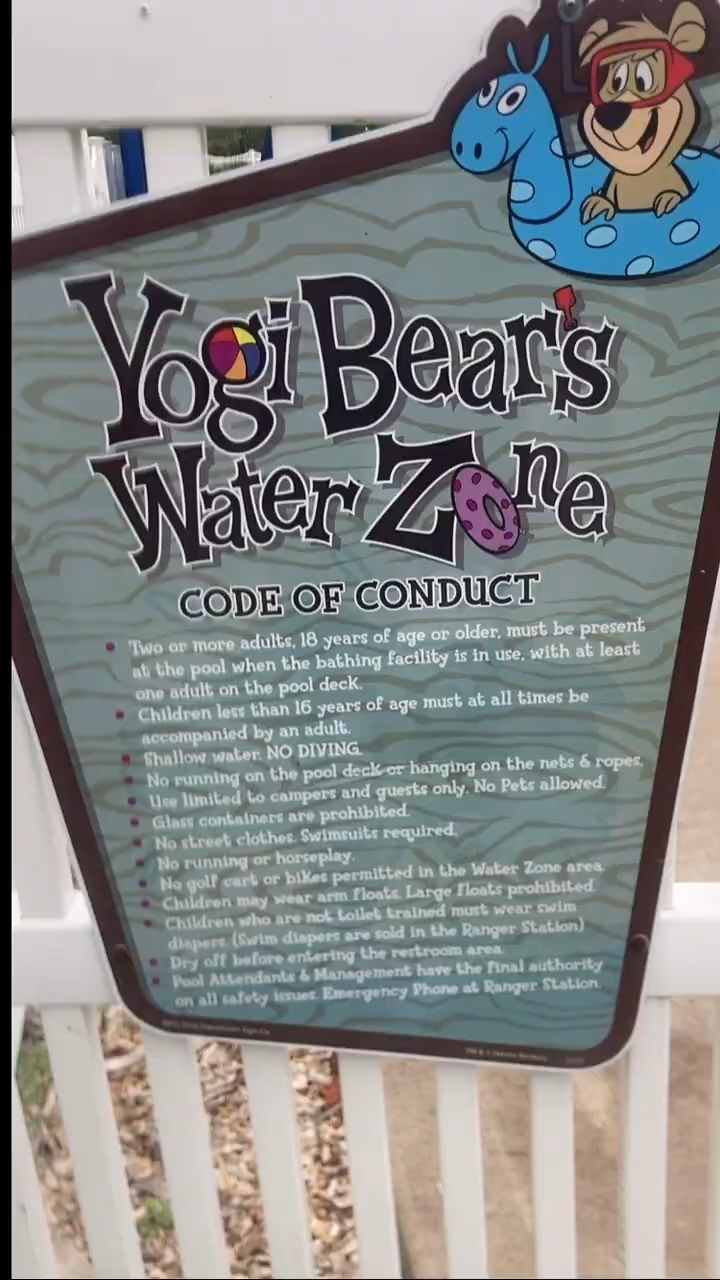 Yogi Bear's
Water Zone
CODE OF CONDUCT
• Two or more adults, 18 years of age or older, must be present
at the pool when the bathing facility is in use, with at least
one adult on the pool deck.
• Children less than 16 years of age must at all times be
accompanied by an adult.
• Shallow water. NO DIVING.
• No running on the pool deck or hanging on the nets & ropes.
• Use limited to campers and guests only. No Pets allowed.
• Glass containers are prohibited.
• No street clothes. Swimsuits required.
• No running or horseplay.
• No golf cart or bikes permitted in the Water Zone area.
• Children may wear arm floats. Large floats prohibited.
• Children who are not toilet trained must wear swim
diapers. (Swim diapers are sold in the Ranger Station)
• Dry off before entering the restroom area.
• Pool Attendants & Management have the final authority
on all safety issues. Emergency Phone at Ranger Station.